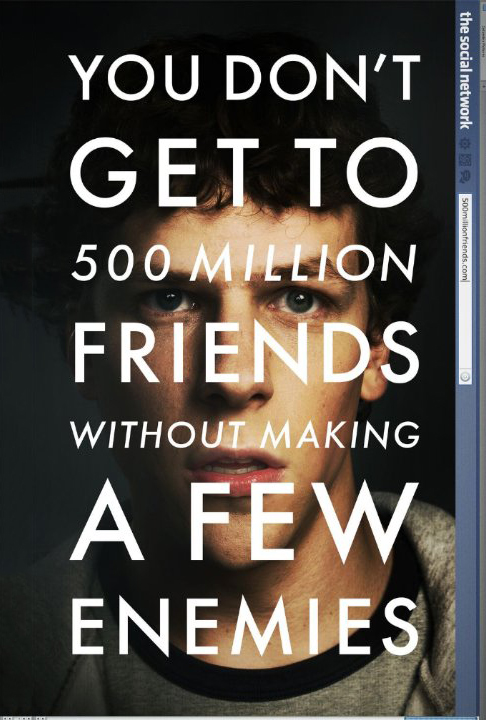 YOU DON'T
GET TO
500 MILLION
FRIENDS
WITHOUT MAKING
A FEW
ENEMIES
the social network
500millionfriends.com